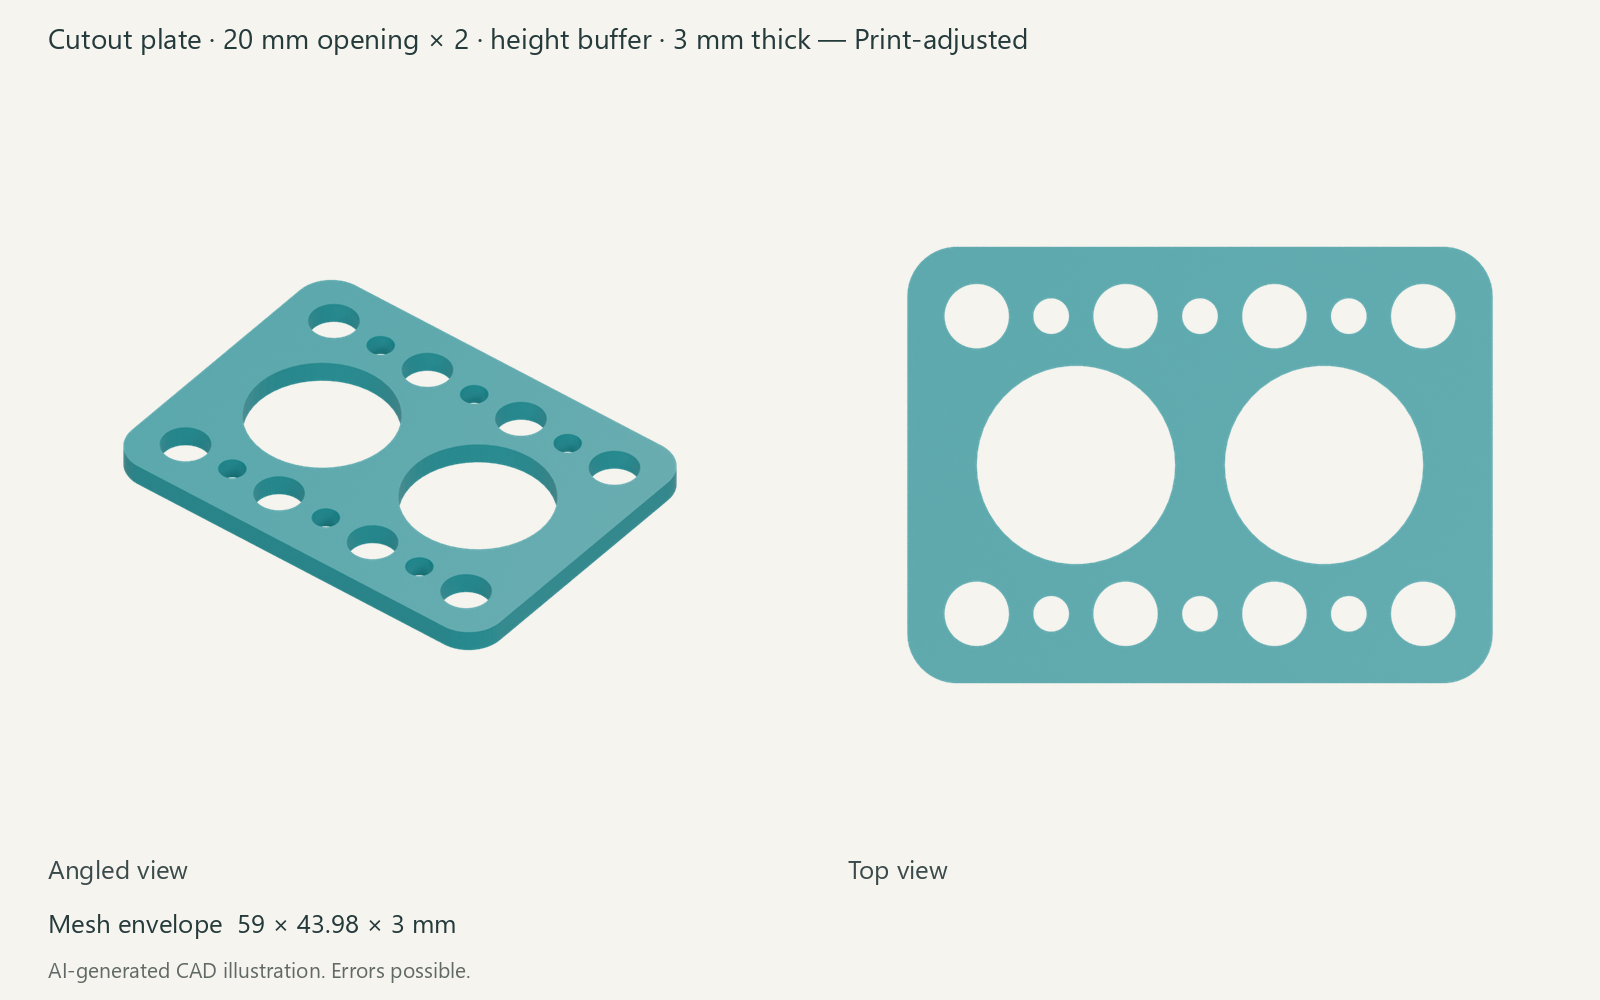 Cutout plate · 20 mm opening × 2 · height buffer · 3 mm thick — Print-adjusted
Angled view
Top view
Mesh envelope 59 × 43.98 × 3 mm
AI-generated CAD illustration. Errors possible.